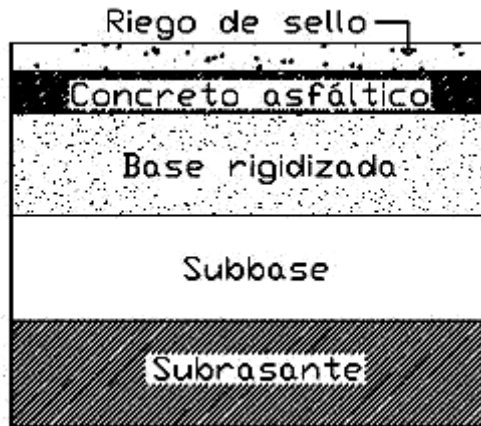 Riego de sello
Concreto asfáltico
Base rigidizada
Subbase
Subrasante